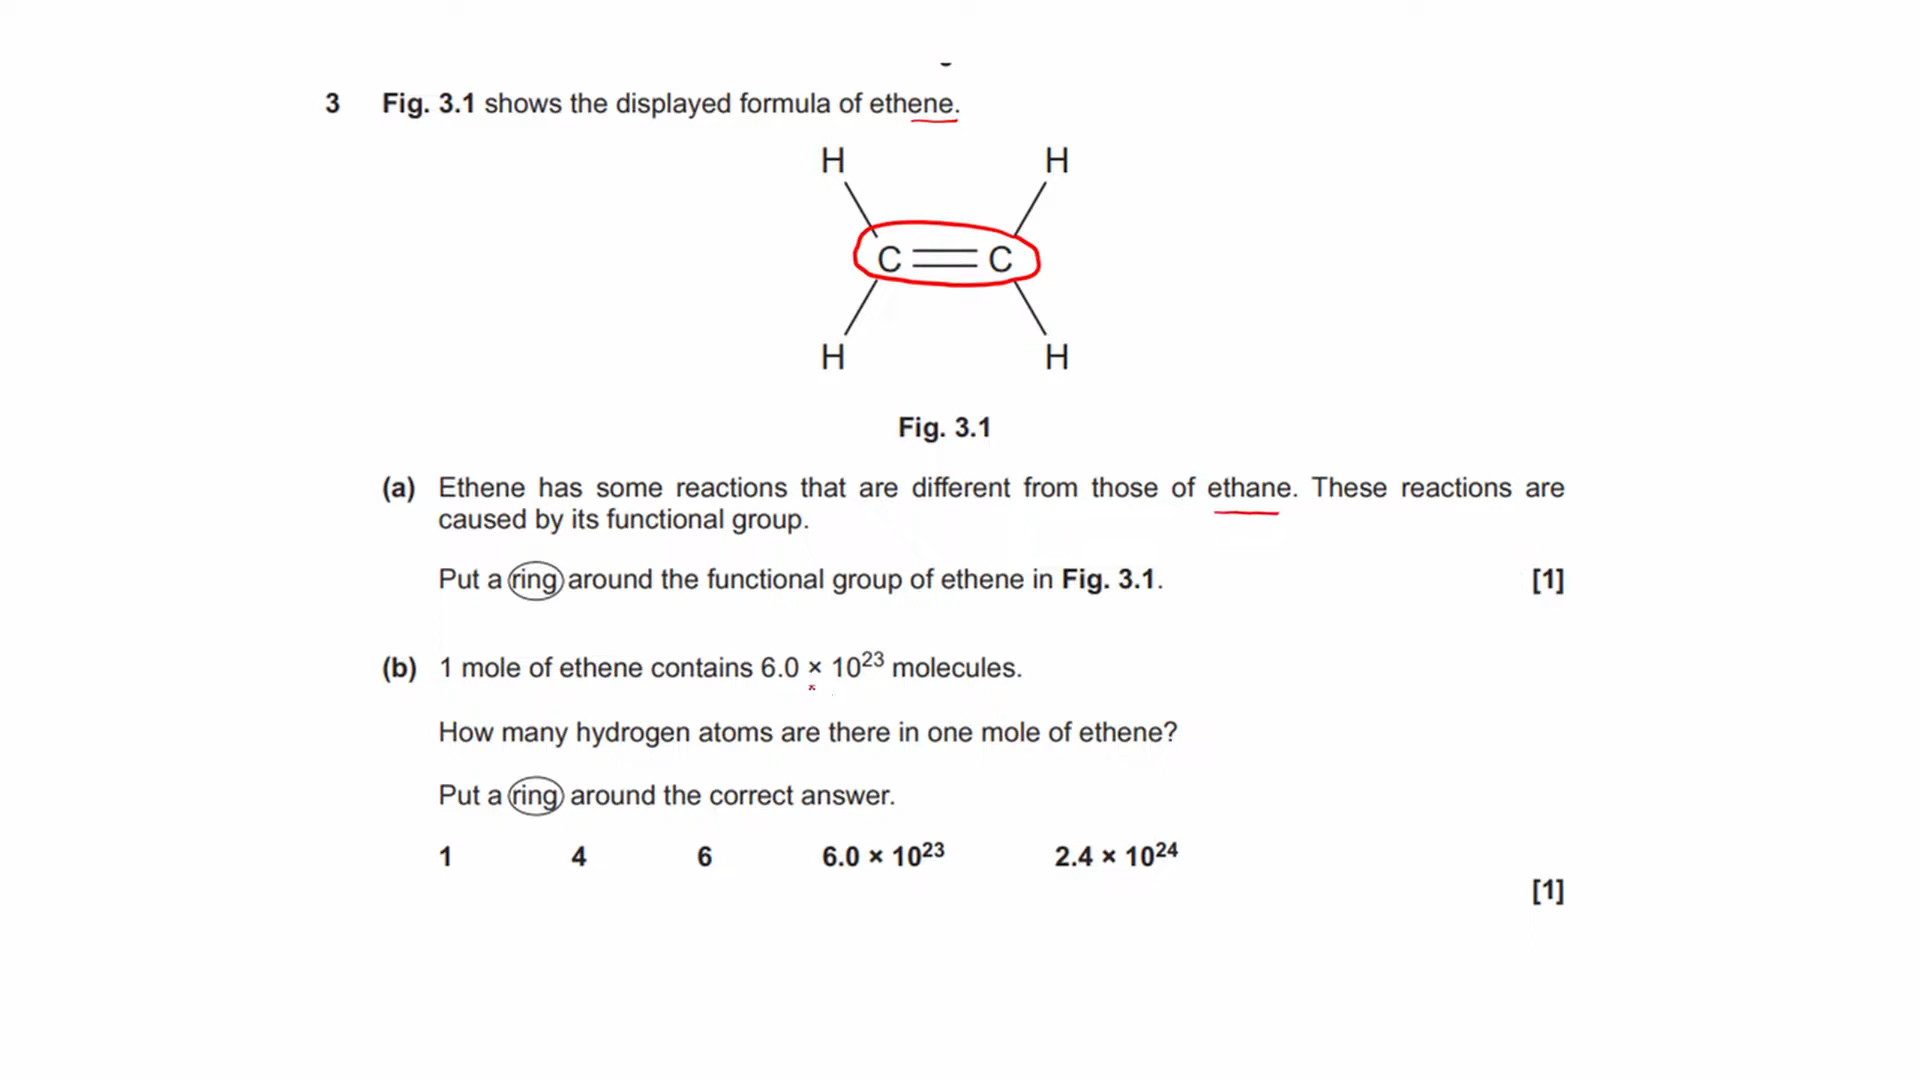 3 Fig. 3.1 shows the displayed formula of ethene.
H H
C C
H H
Fig. 3.1
(a) Ethene has some reactions that are different from those of ethane. These reactions are
caused by its functional group.
Put a ring around the functional group of ethene in Fig. 3.1. [1]
(b) 1 mole of ethene contains 6.0 × 10²³ molecules.
How many hydrogen atoms are there in one mole of ethene?
Put a ring around the correct answer.
1 4 6 6.0 × 10²³ 2.4 × 10²⁴
[1]